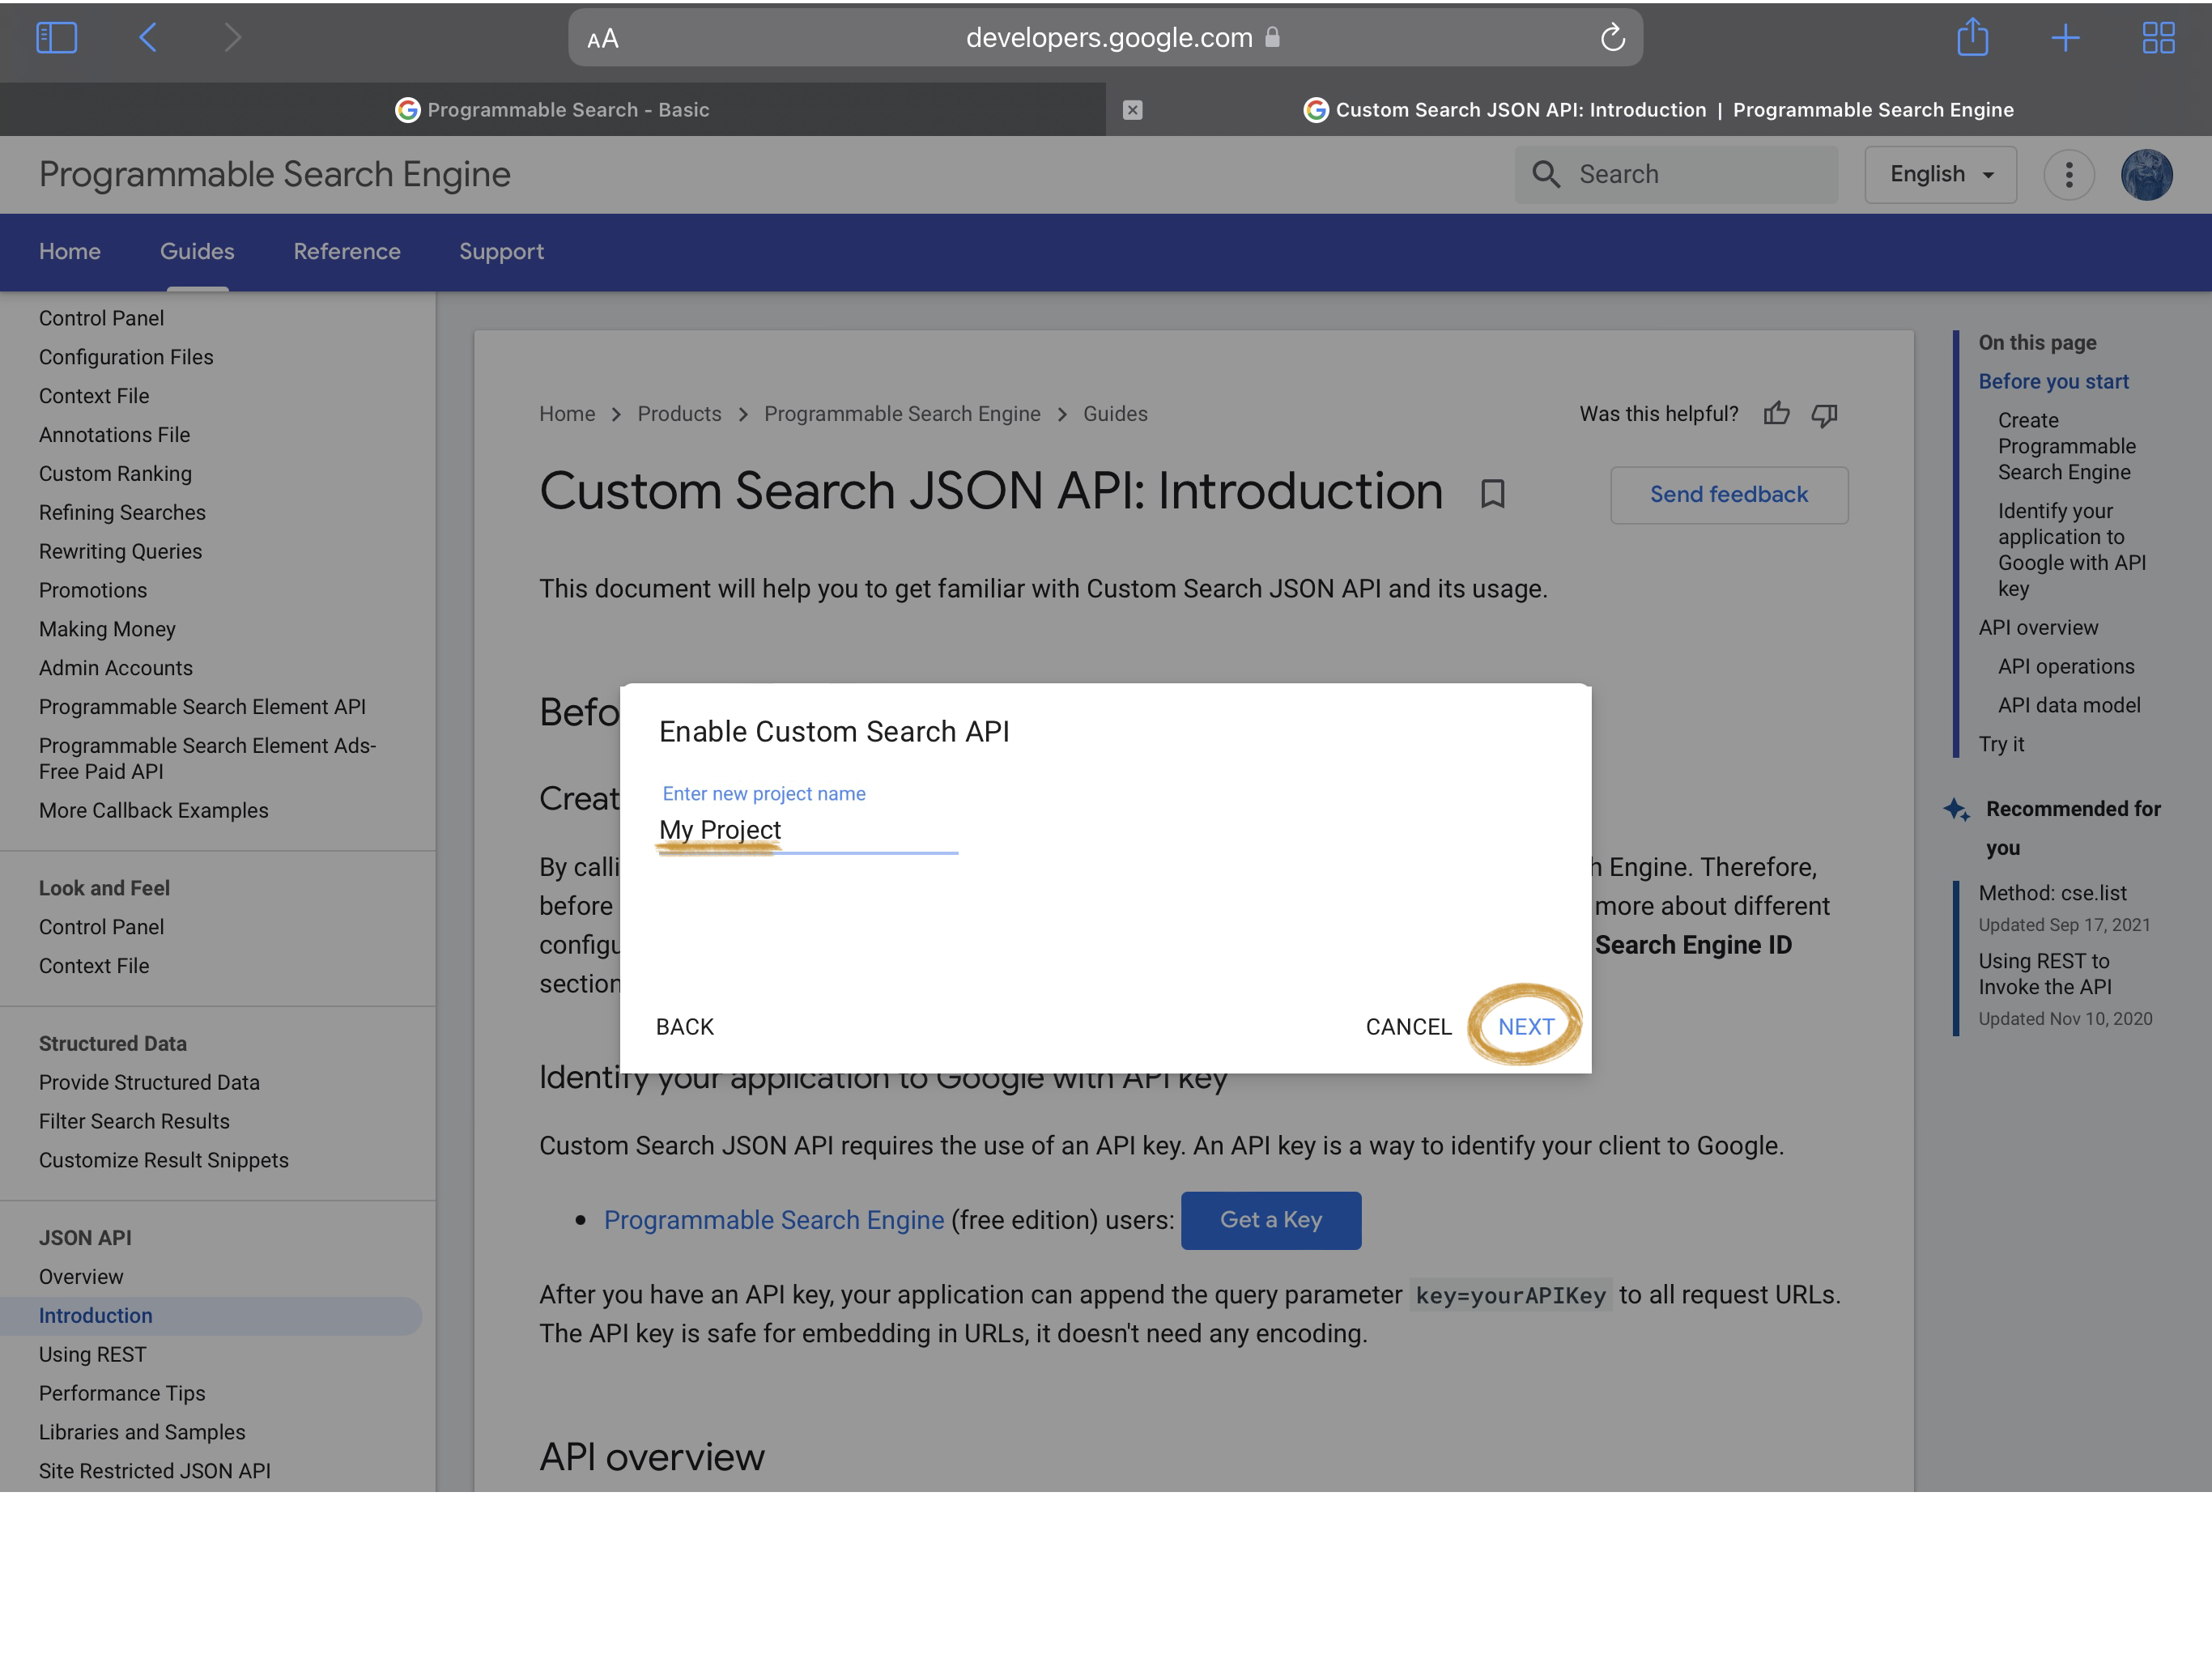 AA
developers.google.com
Programmable Search - Basic
Custom Search JSON API: Introduction | Programmable Search Engine
Programmable Search Engine
Search
English
Home
Guides
Reference
Support
Control Panel
Configuration Files
Context File
Annotations File
Custom Ranking
Refining Searches
Rewriting Queries
Promotions
Making Money
Admin Accounts
Programmable Search Element API
Programmable Search Element Ads-
Free Paid API
More Callback Examples
Look and Feel
Control Panel
Context File
Structured Data
Provide Structured Data
Filter Search Results
Customize Result Snippets
JSON API
Overview
Introduction
Using REST
Performance Tips
Libraries and Samples
Site Restricted JSON API
Home > Products > Programmable Search Engine > Guides
Was this helpful?
Custom Search JSON API: Introduction
Send feedback
This document will help you to get familiar with Custom Search JSON API and its usage.
Befo
Creat
By calli
h Engine. Therefore,
before
more about different
configu
Search Engine ID
section
Enable Custom Search API
Enter new project name
My Project
BACK
CANCEL
NEXT
Identify your application to Google with API key
Custom Search JSON API requires the use of an API key. An API key is a way to identify your client to Google.
• Programmable Search Engine (free edition) users: Get a Key
After you have an API key, your application can append the query parameter key=yourAPIKey to all request URLs.
The API key is safe for embedding in URLs, it doesn't need any encoding.
API overview
On this page
Before you start
Create
Programmable
Search Engine
Identify your
application to
Google with API
key
API overview
API operations
API data model
Try it
Recommended for
you
Method: cse.list
Updated Sep 17, 2021
Using REST to
Invoke the API
Updated Nov 10, 2020